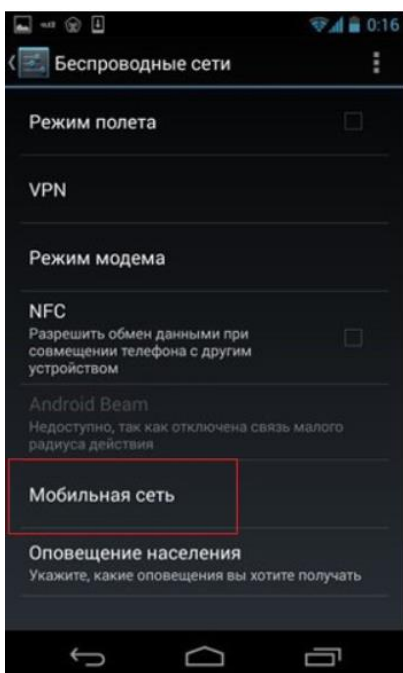 0:16
Беспроводные сети
Режим полета
VPN
Режим модема
NFC
Разрешить обмен данными при
совмещении телефона с другим
устройством
Android Beam
Недоступно, так как отключена связь малого
радиуса действия
Мобильная сеть
Оповещение населения
Укажите, какие оповещения вы хотите получать